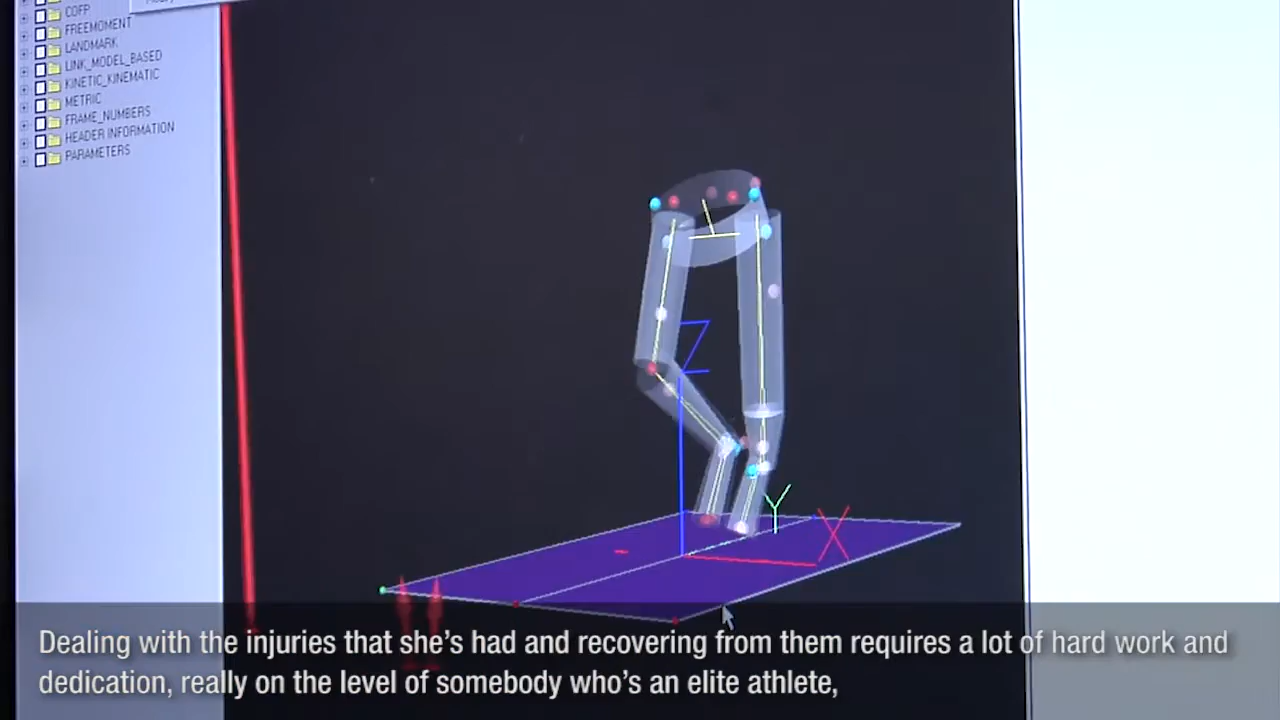 COFP
FREEMOMENT
LANDMARK
LINK_MODEL_BASED
KINETIC_KINEMATIC
METRIC
FRAME_NUMBERS
HEADER INFORMATION
PARAMETERS
Z
Y
X
Dealing with the injuries that she's had and recovering from them requires a lot of hard work and
dedication, really on the level of somebody who's an elite athlete,